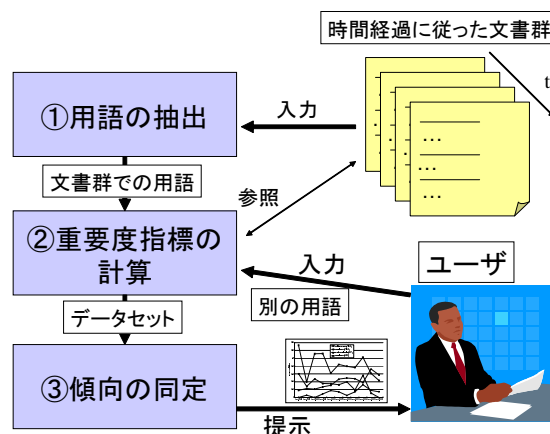 時間経過に従った文書群
t
①用語の抽出
入力
…
…
…
文書群での用語
参照
②重要度指標の
計算
入力
ユーザ
別の用語
データセット
③傾向の同定
提示